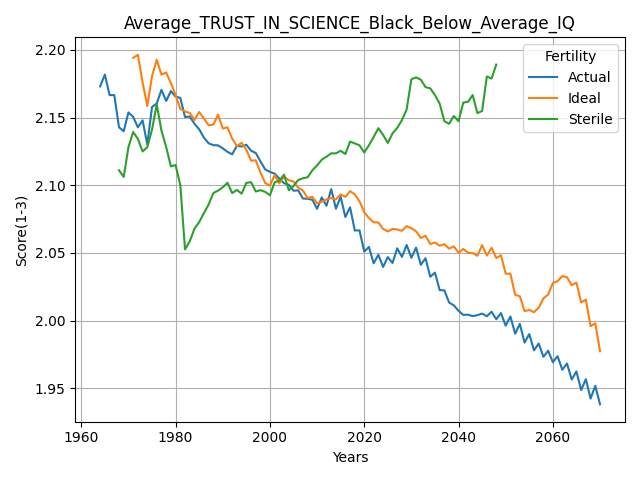 Average_TRUST_IN_SCIENCE_Black_Below_Average_IQ
Score(1-3)
2.20
2.15
2.10
2.05
2.00
1.95
Fertility
Actual
Ideal
Sterile
1960 1980 2000 2020 2040 2060
Years